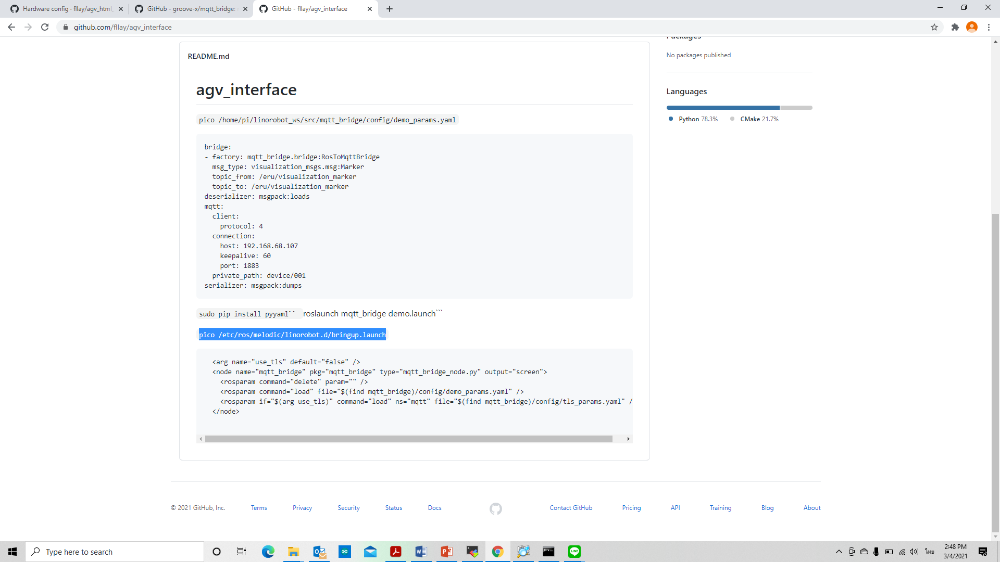 Hardware config · fllay/agv_html_
GitHub - groove-x/mqtt_bridge:
GitHub - fllay/agv_interface
github.com/fllay/agv_interface
Packages
No packages published
Languages
Python 78.3% CMake 21.7%
README.md
agv_interface
pico /home/pi/linorobot_ws/src/mqtt_bridge/config/demo_params.yaml
bridge:
- factory: mqtt_bridge.bridge:RosToMqttBridge
  msg_type: visualization_msgs.msg:Marker
  topic_from: /eru/visualization_marker
  topic_to: /eru/visualization_marker
deserializer: msgpack:loads
mqtt:
  client:
    protocol: 4
  connection:
    host: 192.168.68.107
    keepalive: 60
    port: 1883
  private_path: device/001
serializer: msgpack:dumps
sudo pip install pyyaml`` roslaunch mqtt_bridge demo.launch```
pico /etc/ros/melodic/linorobot.d/bringup.launch
<arg name="use_tls" default="false" />
<node name="mqtt_bridge" pkg="mqtt_bridge" type="mqtt_bridge_node.py" output="screen">
  <rosparam command="delete" param="" />
  <rosparam command="load" file="$(find mqtt_bridge)/config/demo_params.yaml" />
  <rosparam if="$(arg use_tls)" command="load" ns="mqtt" file="$(find mqtt_bridge)/config/tls_params.yaml" /
</node>
© 2021 GitHub, Inc. Terms Privacy Security Status Docs Contact GitHub Pricing API Training Blog About
Type here to search
ไทย
2:48 PM
3/4/2021